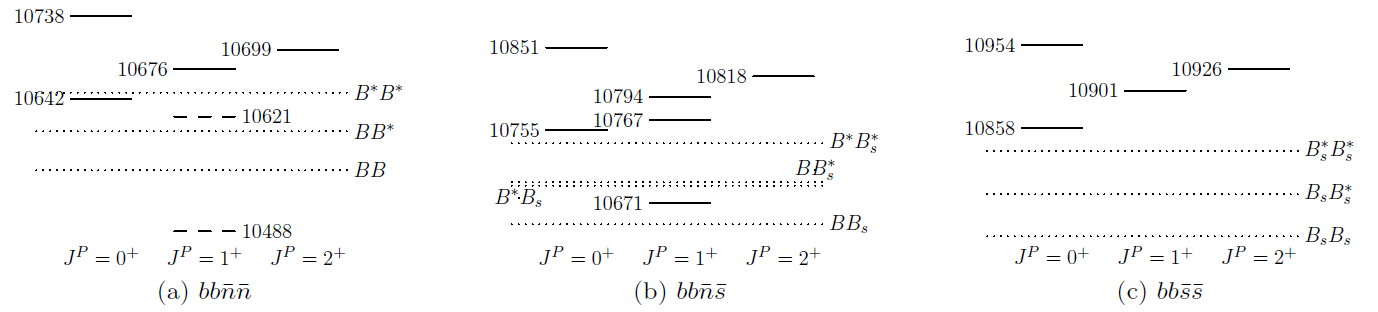 10738
10699
10676
10642
B*B*
10621
BB*
BB
10488
J^P = 0^+ J^P = 1^+ J^P = 2^+
(a) bbn̄n̄
10851
10818
10794
10767
10755
B*B_s^*
BB_s^*
B*B_s
10671
BB_s
J^P = 0^+ J^P = 1^+ J^P = 2^+
(b) bbn̄s̄
10954
10926
10901
10858
B_s^*B_s^*
B_sB_s^*
B_sB_s
J^P = 0^+ J^P = 1^+ J^P = 2^+
(c) bbs̄s̄